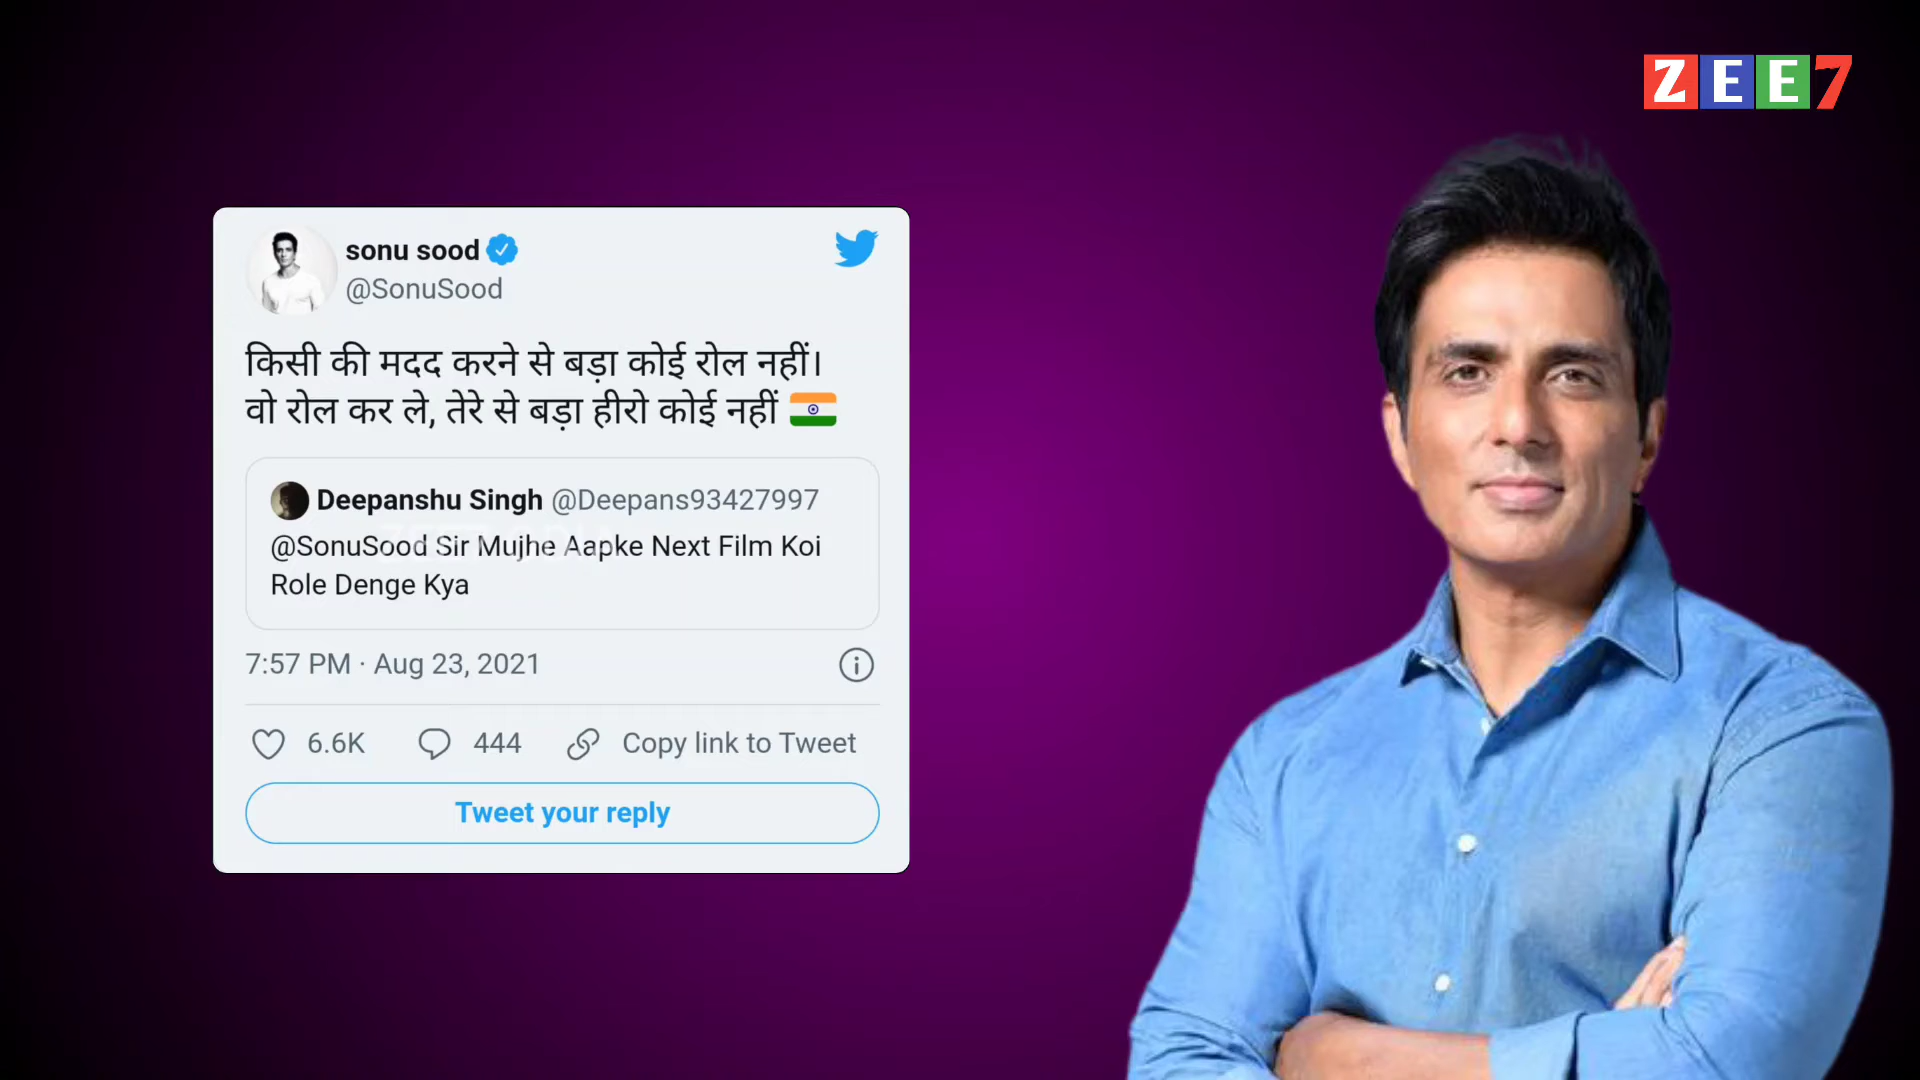 ZEE7
sonu sood
@SonuSood
किसी की मदद करने से बड़ा कोई रोल नहीं।
वो रोल कर ले, तेरे से बड़ा हीरो कोई नहीं
Deepanshu Singh @Deepans93427997
@SonuSood Sir Mujhe Aapke Next Film Koi
Role Denge Kya
7:57 PM · Aug 23, 2021
6.6K 444 Copy link to Tweet
Tweet your reply